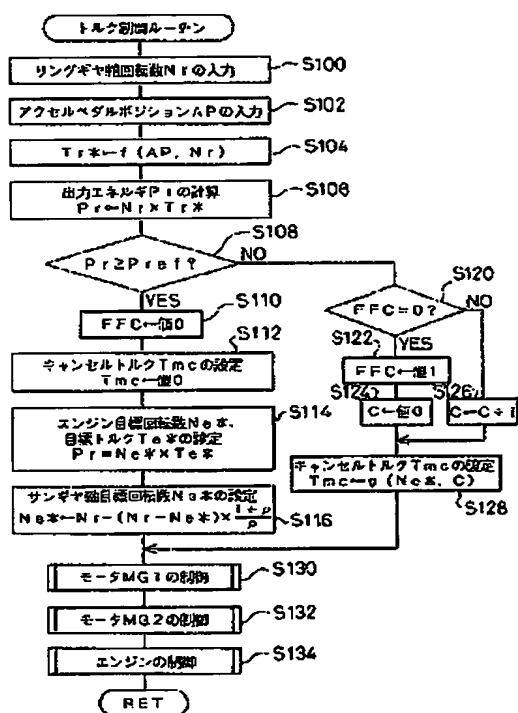 トルク制御ルーチン
リングギヤ軸回転数Nrの入力
S100
アクセルペダルポジションAPの入力
S102
Tr*←f(AP, Nr)
S104
出力エネルギPrの計算
Pr←Nr×Tr*
S106
S108
Pr≧Pref?
NO
YES
S110
FFC←値0
S112
キャンセルトルクTmcの設定
Tmc←値0
エンジン目標回転数Ne*、
目標トルクTe*の設定
Pr=Ne*×Te*
S114
サンギヤ軸目標回転数Ns*の設定
Ns*←Nr-(Nr-Ne*)×(1+ρ)/ρ
S116
S120
FFC=0?
NO
S122
YES
FFC←値1
S124
S126
C←値0
C←C+1
キャンセルトルクTmcの設定
Tmc←g(Ne*, C)
S128
モータMG1の制御
S130
モータMG2の制御
S132
エンジンの制御
S134
RET